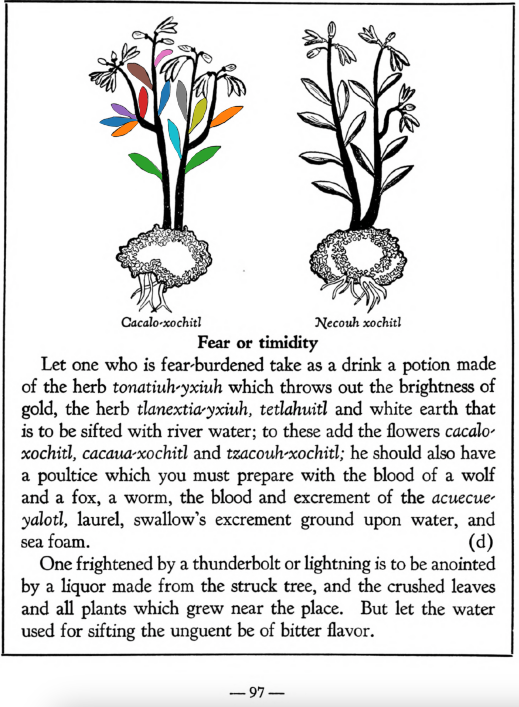 Cacalo-xochitl
Necouh xochitl
Fear or timidity
Let one who is fear-burdened take as a drink a potion made
of the herb tonatiuh-yxiuh which throws out the brightness of
gold, the herb tlanextia-yxiuh, tetlahuitl and white earth that
is to be sifted with river water; to these add the flowers cacalo-
xochitl, cacaua-xochitl and tzacouh-xochitl; he should also have
a poultice which you must prepare with the blood of a wolf
and a fox, a worm, the blood and excrement of the acuecue-
yalotl, laurel, swallow's excrement ground upon water, and
sea foam. (d)
One frightened by a thunderbolt or lightning is to be anointed
by a liquor made from the struck tree, and the crushed leaves
and all plants which grew near the place. But let the water
used for sifting the unguent be of bitter flavor.
— 97 —